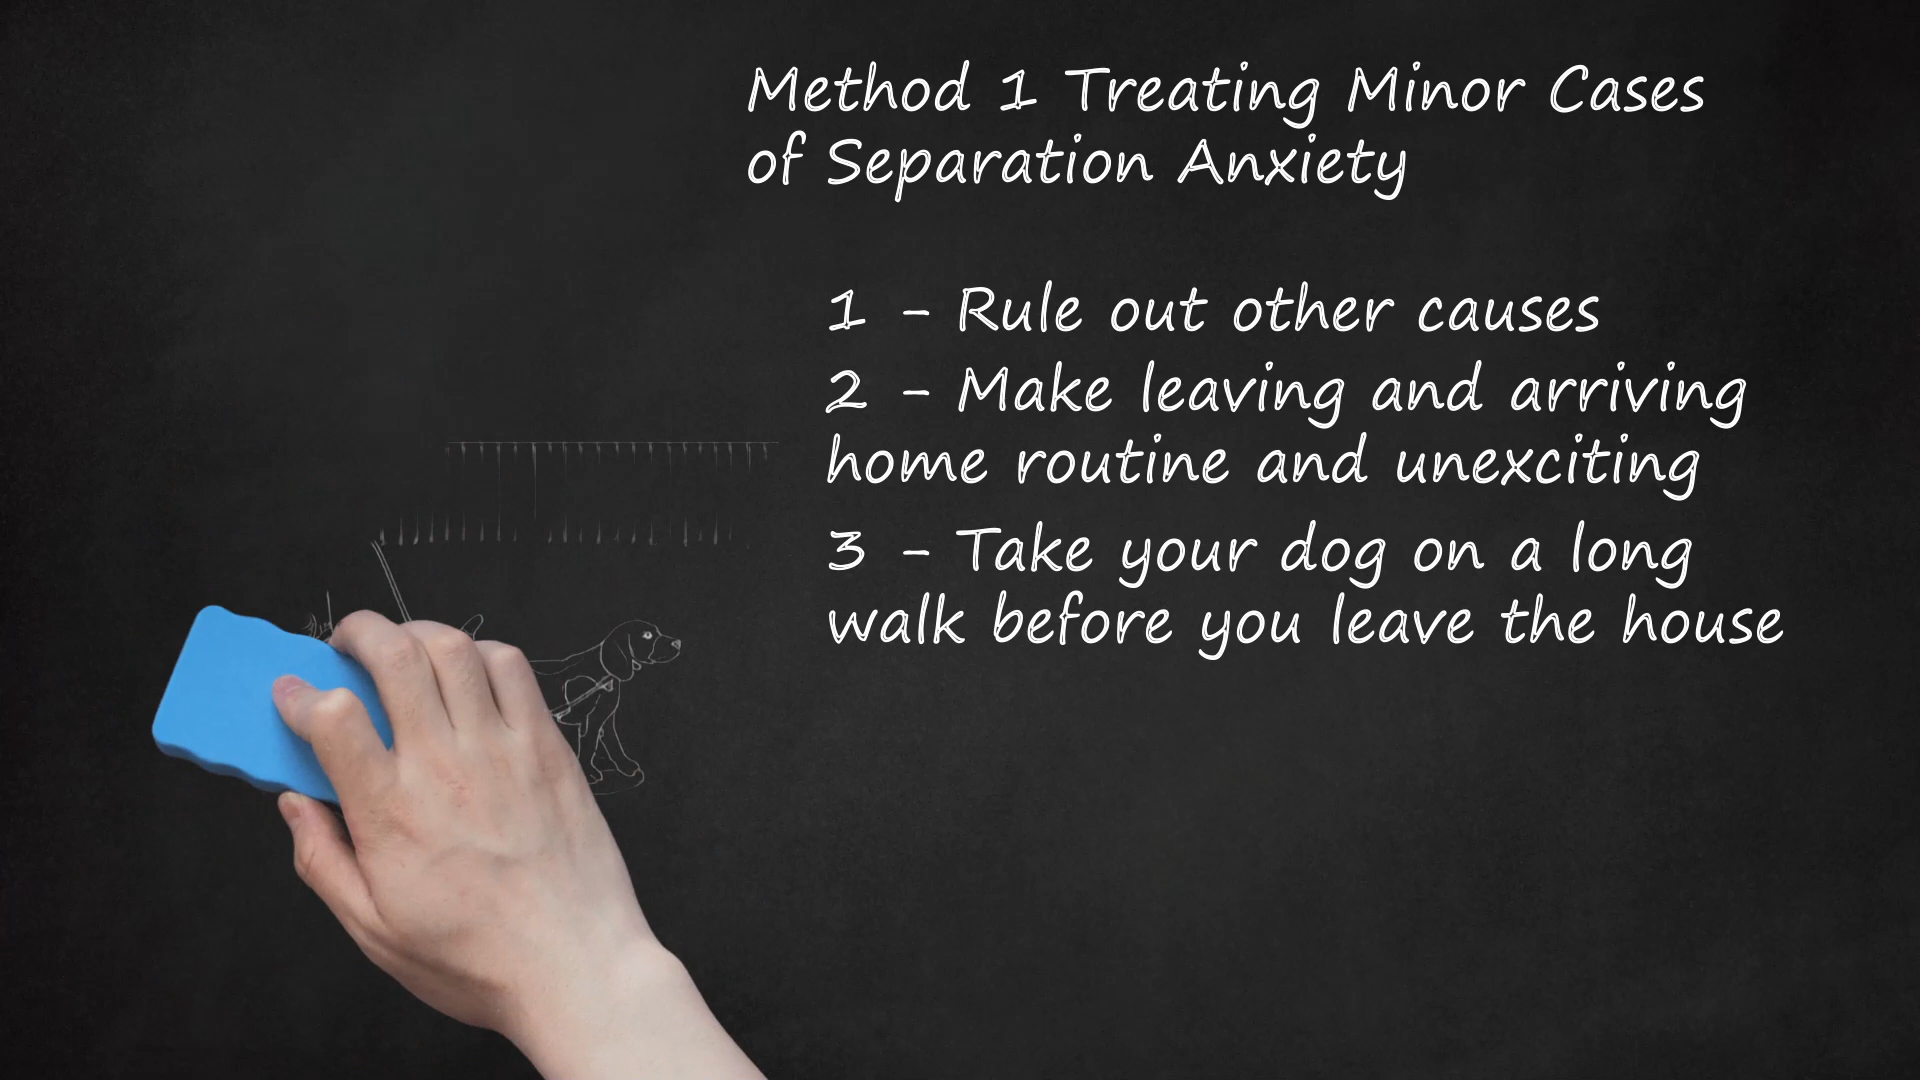 Method 1 Treating Minor Cases
of Separation Anxiety
1 - Rule out other causes
2 - Make leaving and arriving
home routine and unexciting
3 - Take your dog on a long
walk before you leave the house